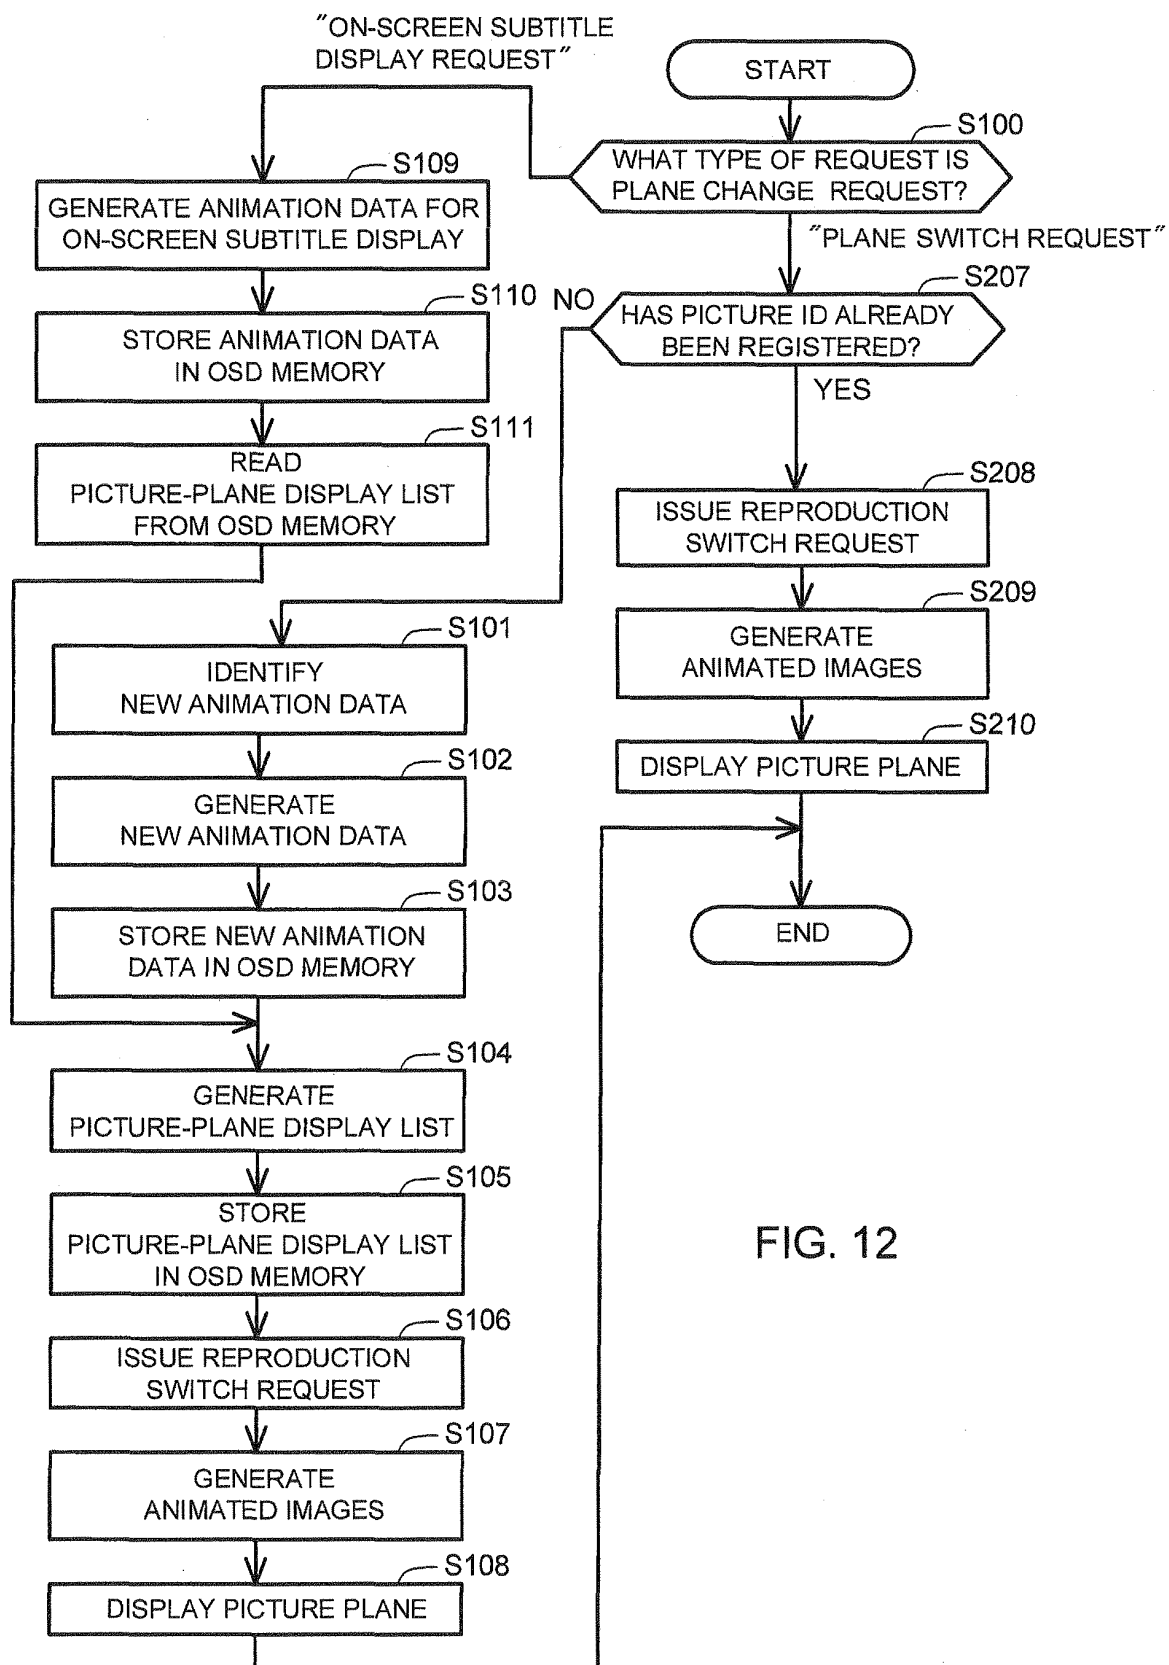 "ON-SCREEN SUBTITLE
DISPLAY REQUEST"
START
S100
WHAT TYPE OF REQUEST IS
PLANE CHANGE REQUEST?
"PLANE SWITCH REQUEST"
S109
GENERATE ANIMATION DATA FOR
ON-SCREEN SUBTITLE DISPLAY
S110
STORE ANIMATION DATA
IN OSD MEMORY
S111
READ
PICTURE-PLANE DISPLAY LIST
FROM OSD MEMORY
S207
NO
HAS PICTURE ID ALREADY
BEEN REGISTERED?
YES
S208
ISSUE REPRODUCTION
SWITCH REQUEST
S209
GENERATE
ANIMATED IMAGES
S210
DISPLAY PICTURE PLANE
END
S101
IDENTIFY
NEW ANIMATION DATA
S102
GENERATE
NEW ANIMATION DATA
S103
STORE NEW ANIMATION
DATA IN OSD MEMORY
S104
GENERATE
PICTURE-PLANE DISPLAY LIST
S105
STORE
PICTURE-PLANE DISPLAY LIST
IN OSD MEMORY
S106
ISSUE REPRODUCTION
SWITCH REQUEST
S107
GENERATE
ANIMATED IMAGES
S108
DISPLAY PICTURE PLANE
FIG. 12